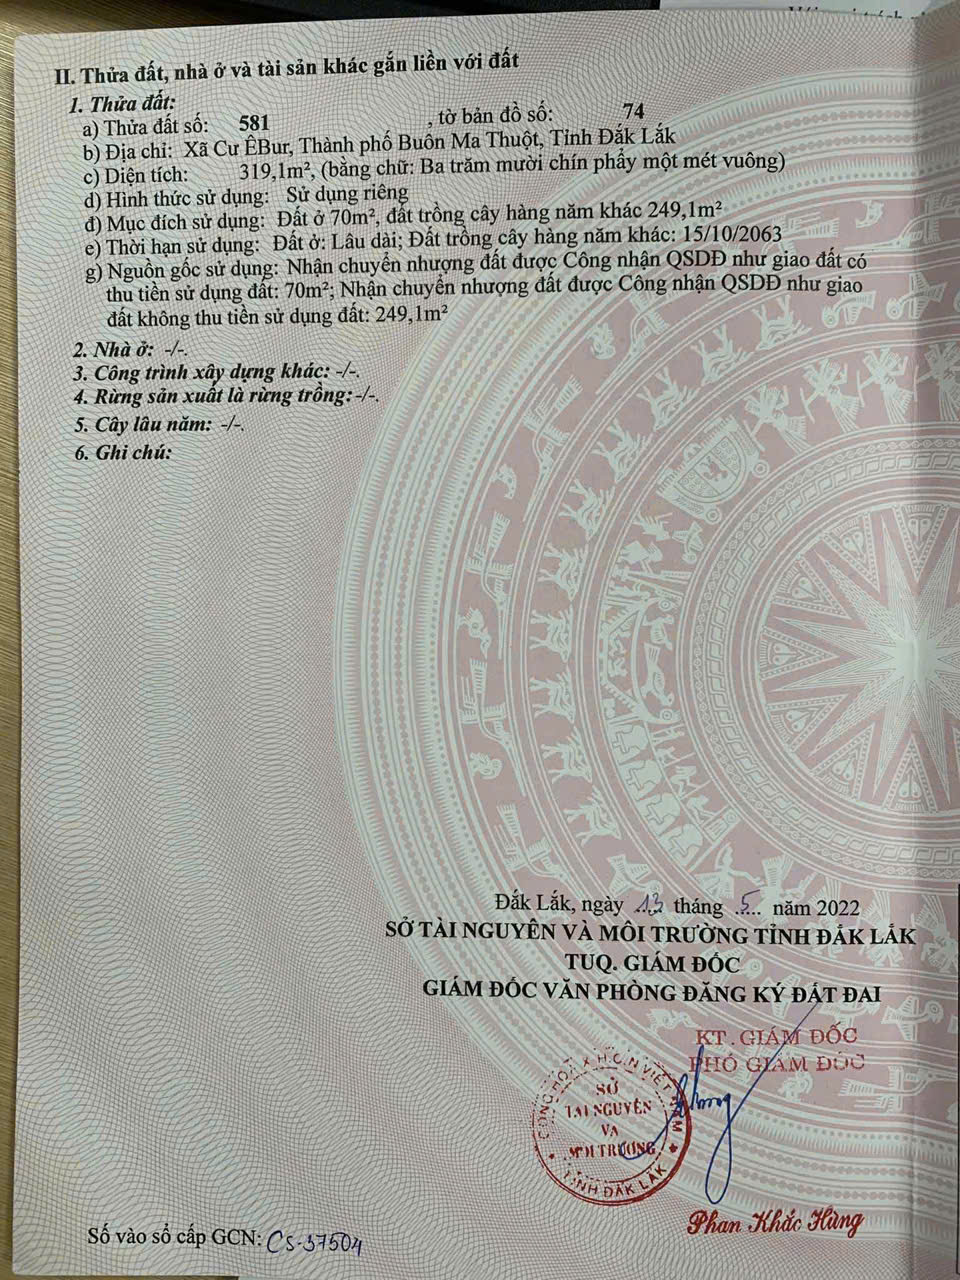 II. Thửa đất, nhà ở và tài sản khác gắn liền với đất
1. Thửa đất:
a) Thửa đất số: 581 , tờ bản đồ số: 74
b) Địa chỉ: Xã Cư ÊBur, Thành phố Buôn Ma Thuột, Tỉnh Đắk Lắk
c) Diện tích: 319,1m², (bằng chữ: Ba trăm mười chín phẩy một mét vuông)
d) Hình thức sử dụng: Sử dụng riêng
đ) Mục đích sử dụng: Đất ở 70m², đất trồng cây hàng năm khác 249,1m²
e) Thời hạn sử dụng: Đất ở: Lâu dài; Đất trồng cây hàng năm khác: 15/10/2063
g) Nguồn gốc sử dụng: Nhận chuyển nhượng đất được Công nhận QSDĐ như giao đất có
thu tiền sử dụng đất: 70m²; Nhận chuyển nhượng đất được Công nhận QSDĐ như giao
đất không thu tiền sử dụng đất: 249,1m²
2. Nhà ở: -/-.
3. Công trình xây dựng khác: -/-.
4. Rừng sản xuất là rừng trồng: -/-.
5. Cây lâu năm: -/-.
6. Ghi chú:
Đắk Lắk, ngày 13 tháng 5 năm 2022
SỞ TÀI NGUYÊN VÀ MÔI TRƯỜNG TỈNH ĐẮK LẮK
TUQ. GIÁM ĐỐC
GIÁM ĐỐC VĂN PHÒNG ĐĂNG KÝ ĐẤT ĐAI
KT. GIÁM ĐỐC
PHÓ GIÁM ĐỐC
CỘNG HÒA X.H.C.N VIỆT NAM
SỞ
TÀI NGUYÊN
VÀ
MÔI TRƯỜNG
TỈNH ĐẮK LẮK
Phan Khắc Hùng
Số vào sổ cấp GCN: CS-37504